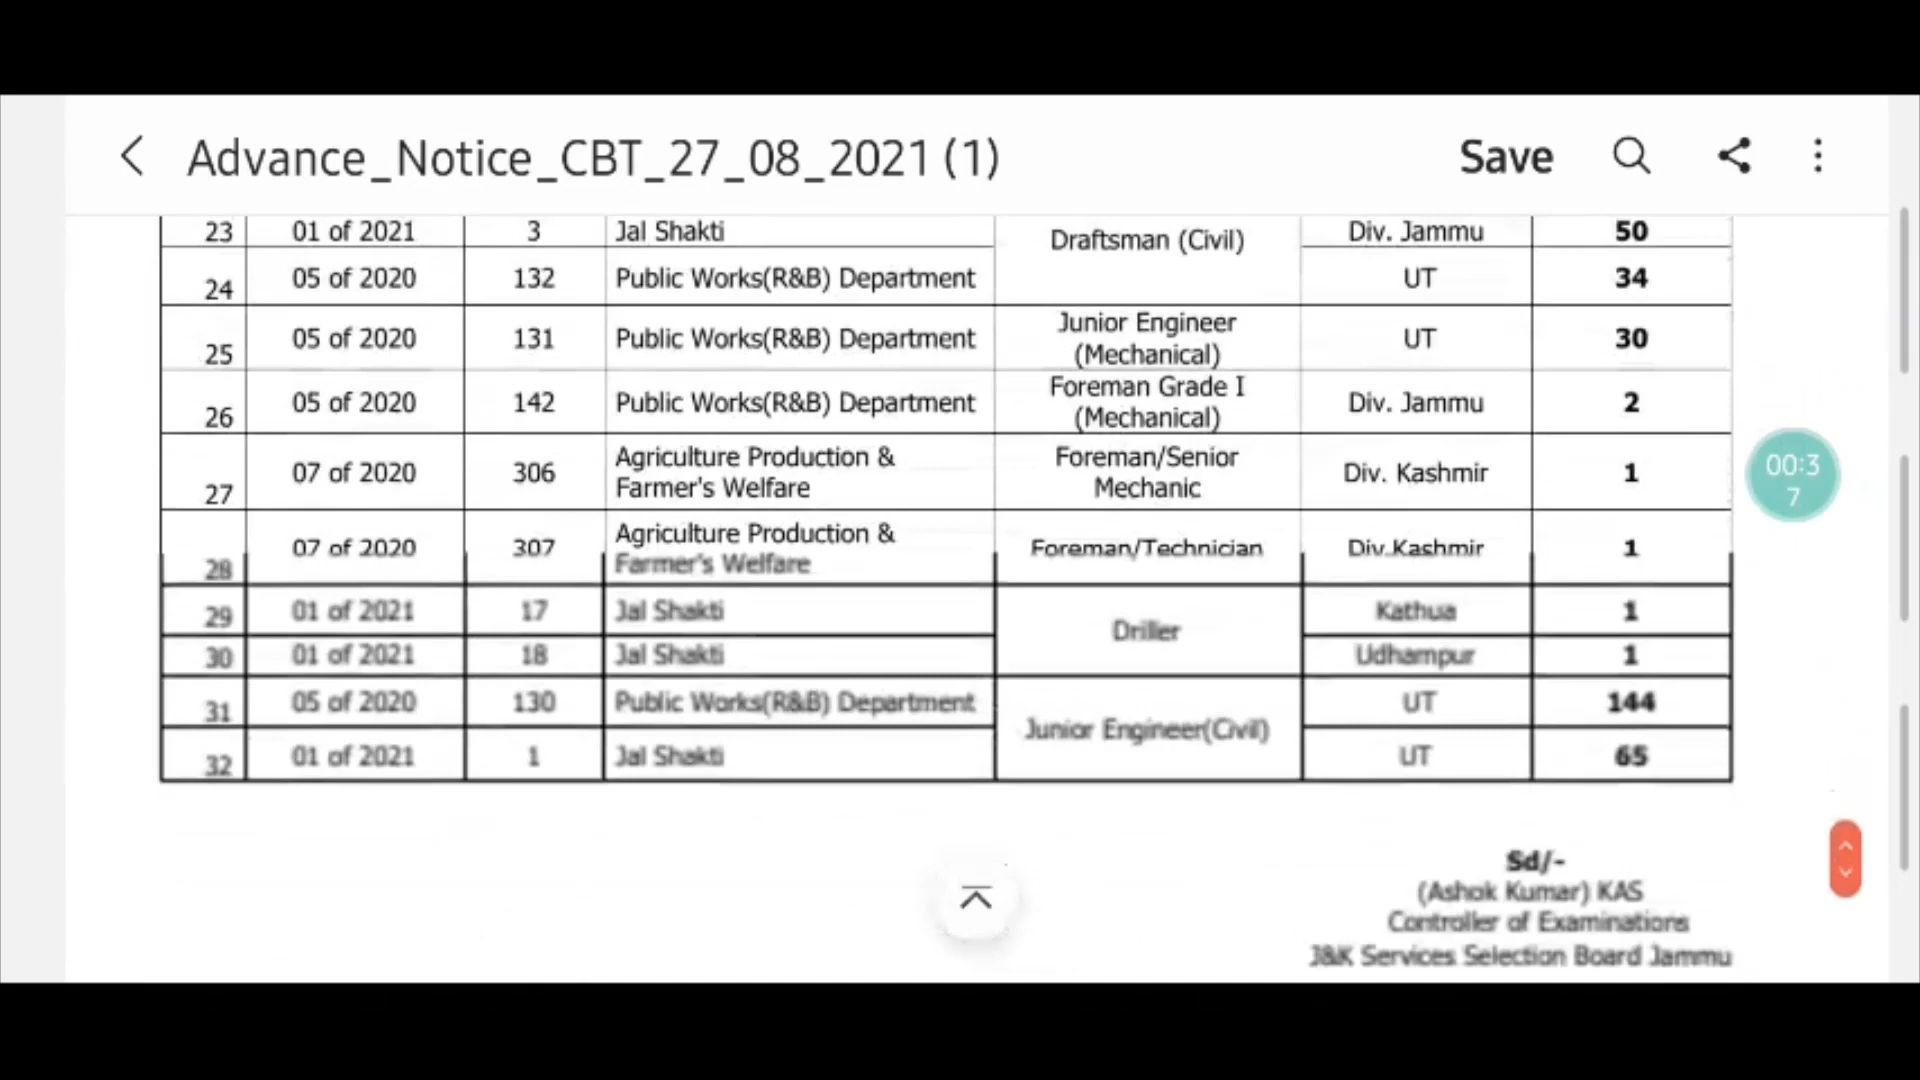 Advance_Notice_CBT_27_08_2021 (1) Save
23 01 of 2021 3 Jal Shakti Draftsman (Civil) Div. Jammu 50
24 05 of 2020 132 Public Works(R&B) Department UT 34
25 05 of 2020 131 Public Works(R&B) Department Junior Engineer (Mechanical) UT 30
26 05 of 2020 142 Public Works(R&B) Department Foreman Grade I (Mechanical) Div. Jammu 2
27 07 of 2020 306 Agriculture Production & Farmer's Welfare Foreman/Senior Mechanic Div. Kashmir 1
28 07 of 2020 307 Agriculture Production & Farmer's Welfare Foreman/Technician Div.Kashmir 1
29 01 of 2021 17 Jal Shakti Driller Kathua 1
30 01 of 2021 18 Jal Shakti Udhampur 1
31 05 of 2020 130 Public Works(R&B) Department Junior Engineer(Civil) UT 144
32 01 of 2021 1 Jal Shakti UT 65
00:3
7
Sd/-
(Ashok Kumar) KAS
Controller of Examinations
J&K Services Selection Board Jammu